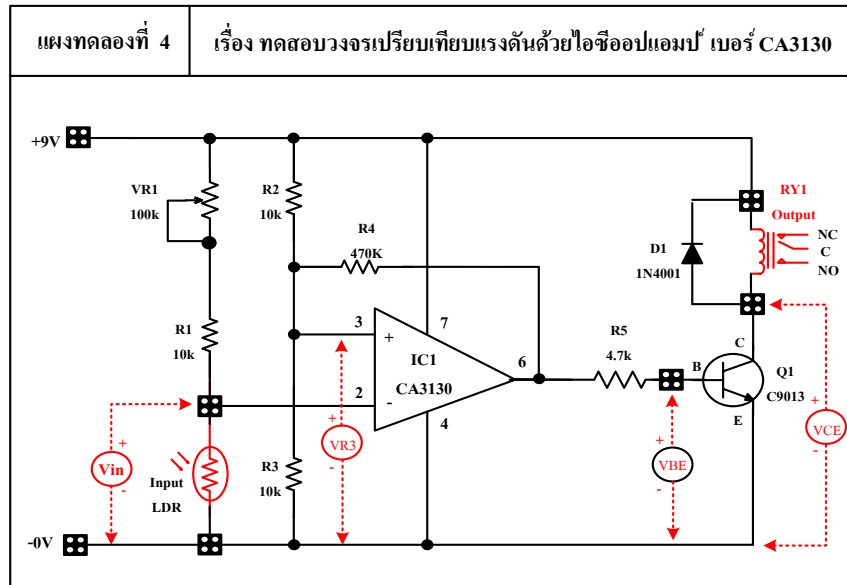 แผงทดลองที่ 4
เรื่อง ทดสอบวงจรเปรียบเทียบแรงดันด้วยไอซีออปแอมป์ เบอร์ CA3130
+9V
VR1
100k
R2
10k
R4
470K
RY1
Output
NC
C
NO
D1
1N4001
R1
10k
3
+
7
IC1
CA3130
6
2
-
4
R5
4.7k
B
C
E
Q1
C9013
+
Vin
-
Input
LDR
R3
10k
+
VR3
-
+
VBE
-
+
VCE
-
-0V